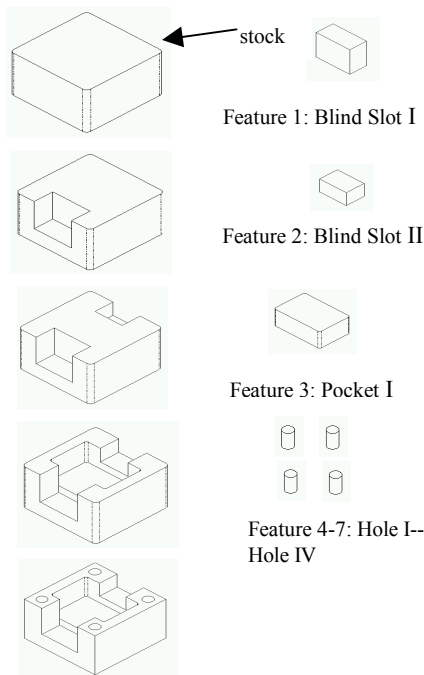 stock
Feature 1: Blind Slot I
Feature 2: Blind Slot II
Feature 3: Pocket I
Feature 4-7: Hole I--
Hole IV